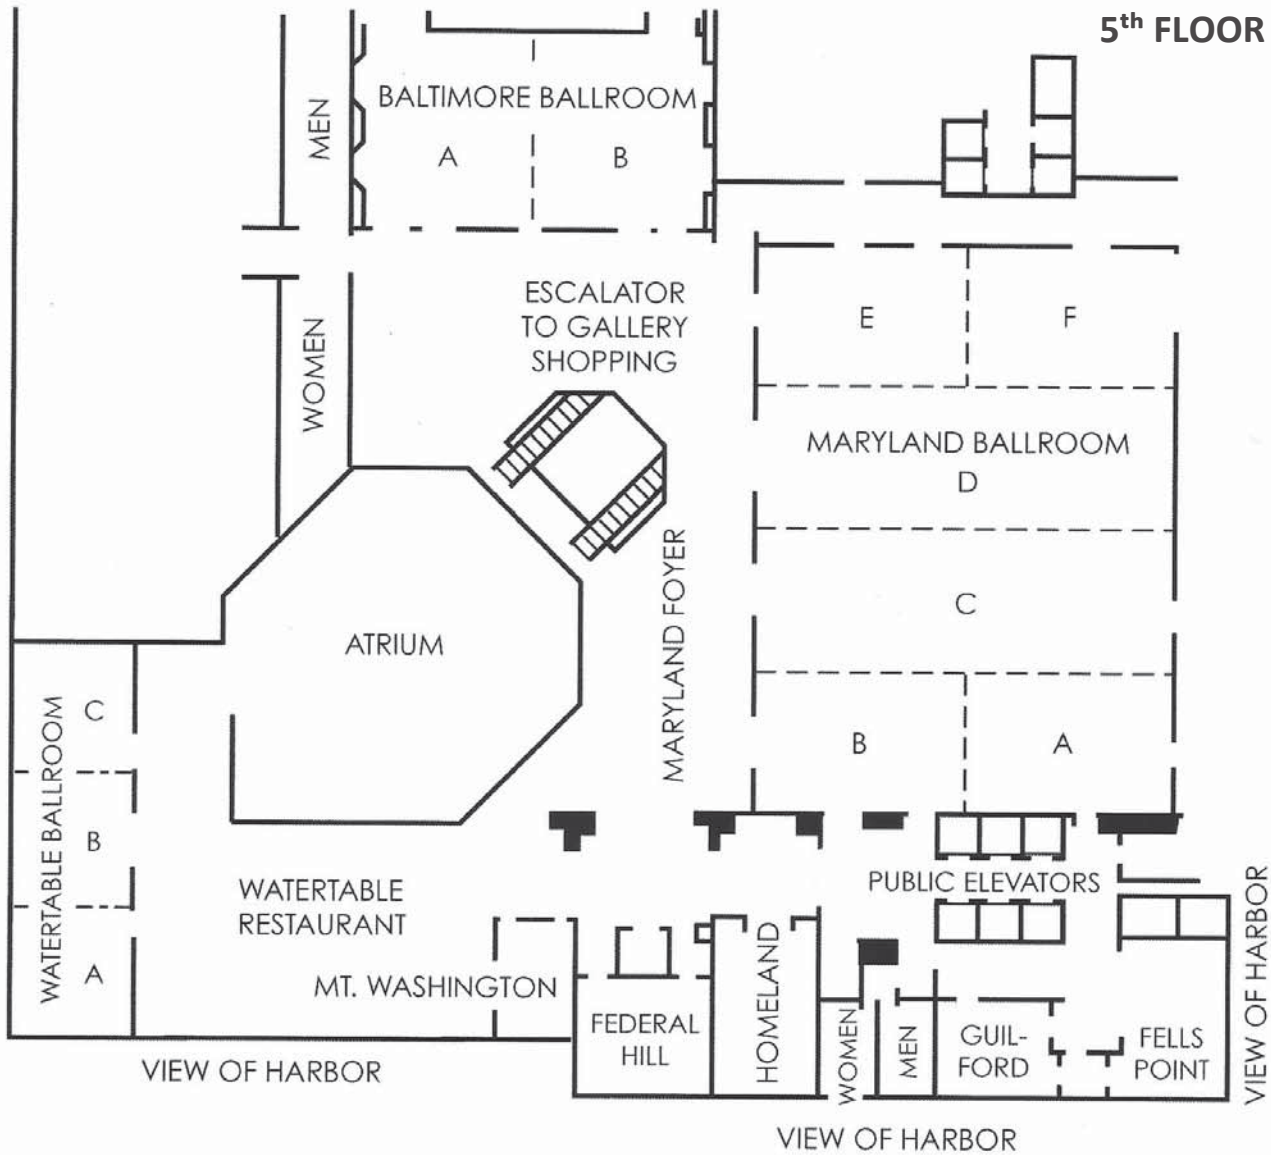 5th FLOOR
BALTIMORE BALLROOM
A
B
MEN
WOMEN
ESCALATOR
TO GALLERY
SHOPPING
E
F
MARYLAND BALLROOM
D
C
B
A
MARYLAND FOYER
ATRIUM
WATERTABLE BALLROOM
C
B
A
WATERTABLE
RESTAURANT
MT. WASHINGTON
PUBLIC ELEVATORS
FEDERAL
HILL
HOMELAND
WOMEN
MEN
GUIL-
FORD
FELLS
POINT
VIEW OF HARBOR
VIEW OF HARBOR
VIEW OF HARBOR